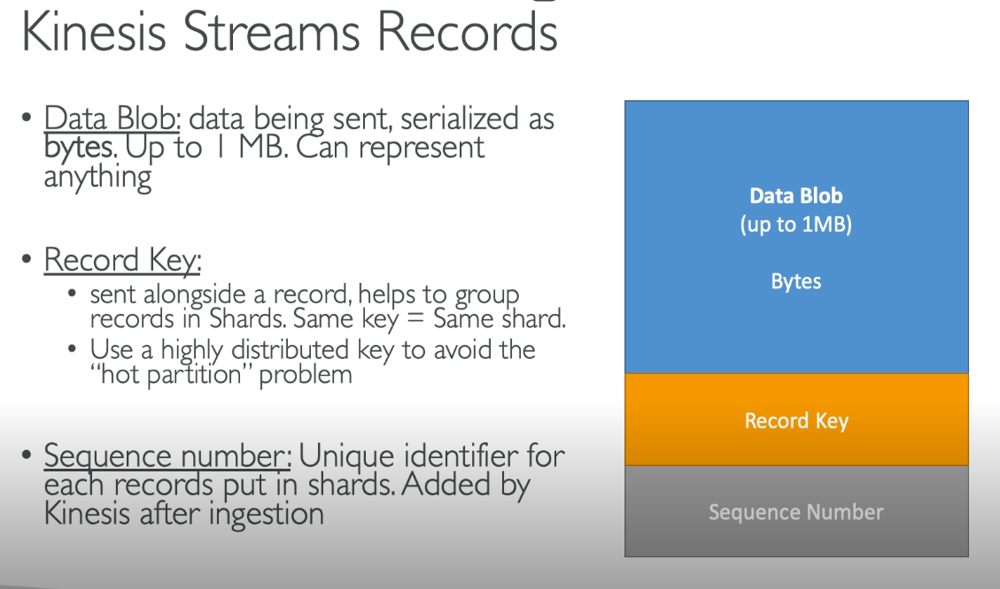 Kinesis Streams Records
• Data Blob: data being sent, serialized as
bytes. Up to 1 MB. Can represent
anything
• Record Key:
• sent alongside a record, helps to group
records in Shards. Same key = Same shard.
• Use a highly distributed key to avoid the
“hot partition” problem
• Sequence number: Unique identifier for
each records put in shards. Added by
Kinesis after ingestion
Data Blob
(up to 1MB)
Bytes
Record Key
Sequence Number